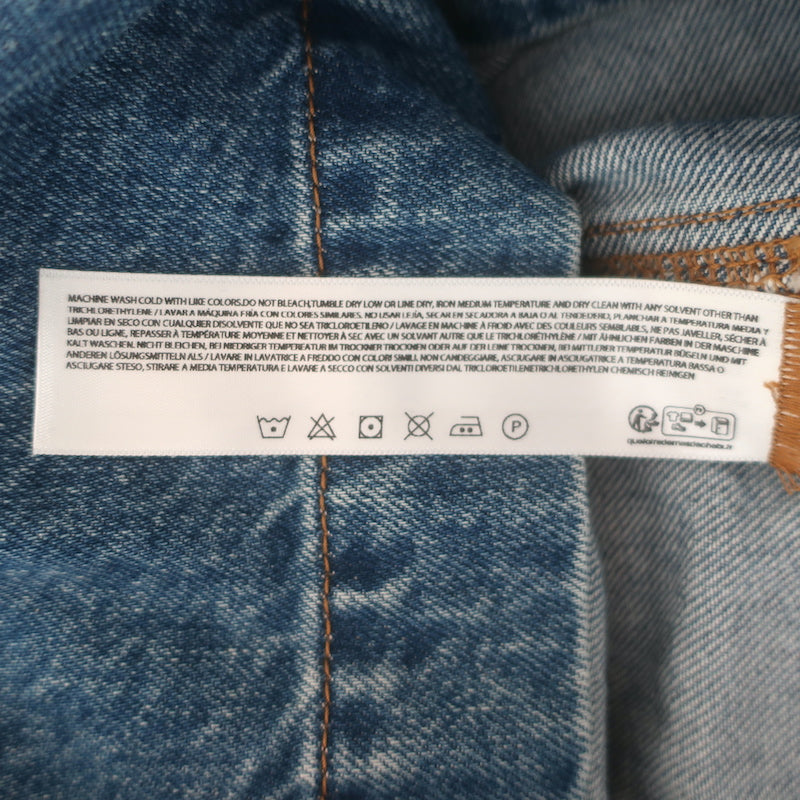 MACHINE WASH COLD WITH LIKE COLORS.DO NOT BLEACH,TUMBLE DRY LOW OR LINE DRY, IRON MEDIUM TEMPERATURE AND DRY CLEAN WITH ANY SOLVENT OTHER THAN
TRICHLORETHYLENE / LAVAR A MÁQUINA FRÍA CON COLORES SIMILARES. NO USAR LEJÍA, SECAR EN SECADORA A BAJA O AL TENDEDERO, PLANCHAR A TEMPERATURA MEDIA Y
LIMPIAR EN SECO CON CUALQUIER DISOLVENTE QUE NO SEA TRICLOROETILENO / LAVAGE EN MACHINE À FROID AVEC DES COULEURS SEMBLABLES, NE PAS JAVELLER, SÉCHER À
BAS OU LIGNE, REPASSER À TEMPÉRATURE MOYENNE ET NETTOYER À SEC AVEC UN SOLVANT AUTRE QUE LE TRICHLORÉTHYLÈNE / MIT ÄHNLICHEN FARBEN IN DER MASCHINE
KALT WASCHEN. NICHT BLEICHEN, BEI NIEDRIGER TEMPEREATUR IM TROCKNER TROCKNEN ODER AUF DER LEINE TROCKNEN, BEI MITTLERER TEMPERATUR BÜGELN UND MIT
ANDEREN LÖSUNGSMITTELN ALS / LAVARE IN LAVATRICE A FREDDO CON COLORI SIMILI. NON CANDEGGIARE, ASCIUGARE IN ASCIUGATRICE A TEMPERATURA BASSA O
ASCIUGARE STESO, STIRARE A MEDIA TEMPERATURA E LAVARE A SECCO CON SOLVENTI DIVERSI DAL TRICLOROETILENETRICHLORETHYLEN CHEMISCH REINIGEN
P
FR
quefairedemesdechets.fr